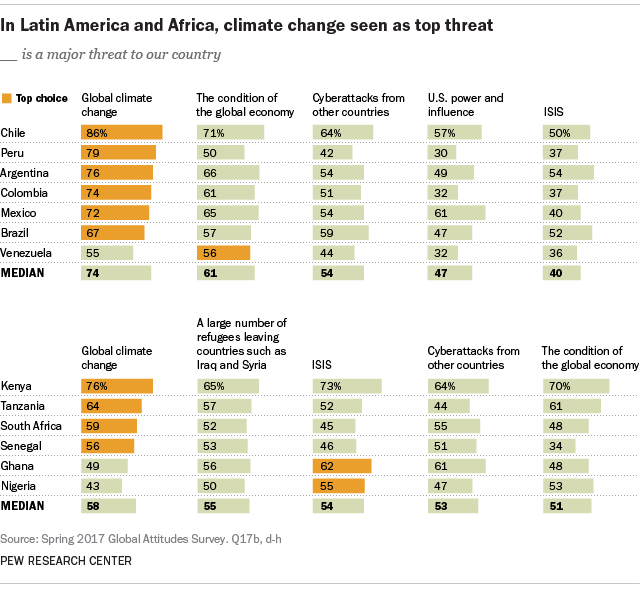 In Latin America and Africa, climate change seen as top threat
__ is a major threat to our country
Top choice
Global climate change
The condition of the global economy
Cyberattacks from other countries
U.S. power and influence
ISIS
Chile 86% 71% 64% 57% 50%
Peru 79 50 42 30 37
Argentina 76 66 54 49 54
Colombia 74 61 51 32 37
Mexico 72 65 54 61 40
Brazil 67 57 59 47 52
Venezuela 55 56 44 32 36
MEDIAN 74 61 54 47 40
Global climate change
A large number of refugees leaving countries such as Iraq and Syria
ISIS
Cyberattacks from other countries
The condition of the global economy
Kenya 76% 65% 73% 64% 70%
Tanzania 64 57 52 44 61
South Africa 59 52 45 55 48
Senegal 56 53 46 51 34
Ghana 49 56 62 61 48
Nigeria 43 50 55 47 53
MEDIAN 58 55 54 53 51
Source: Spring 2017 Global Attitudes Survey. Q17b, d-h
PEW RESEARCH CENTER